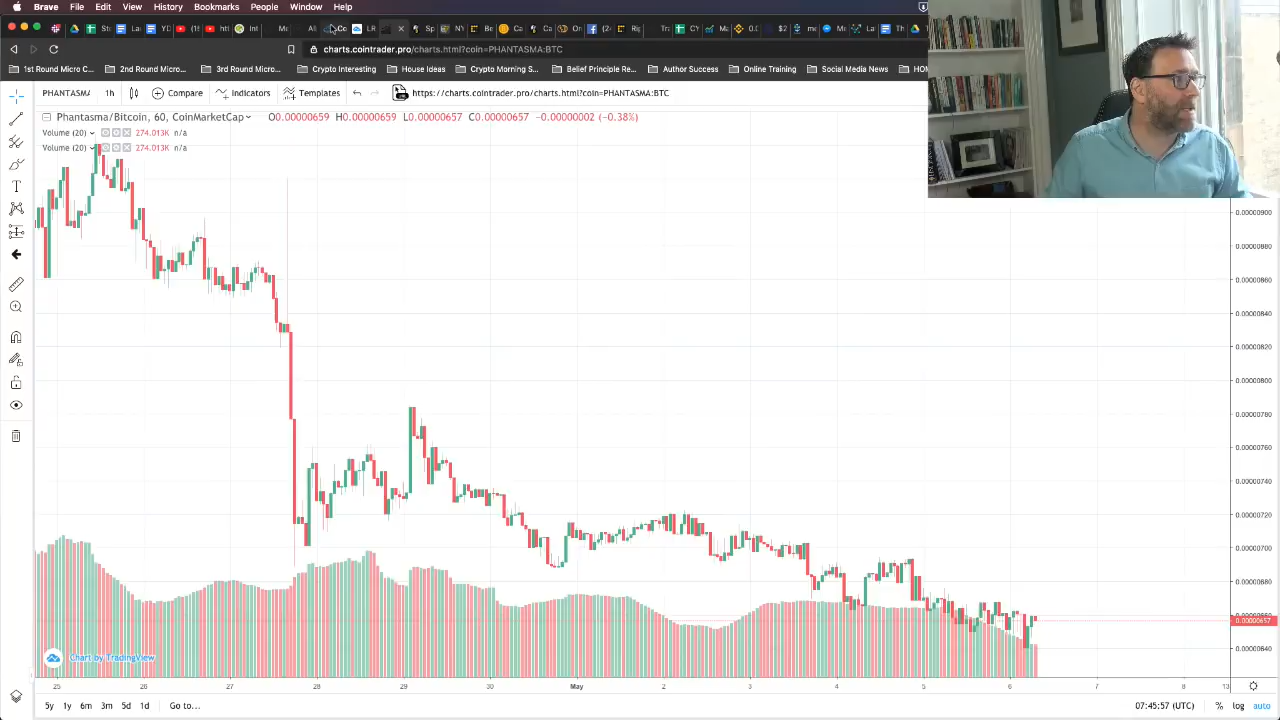 Brave File Edit View History Bookmarks People Window Help
charts.cointrader.pro/charts.html?coin=PHANTASMA:BTC
1st Round Micro C... 2nd Round Micro... 3rd Round Micro... Crypto Interesting House Ideas Crypto Morning S... Belief Principle Re... Author Success Online Training Social Media News
PHANTASMA 1h Compare Indicators Templates https://charts.cointrader.pro/charts.html?coin=PHANTASMA:BTC
Phantasma/Bitcoin, 60, CoinMarketCap O0.00000659 H0.00000659 L0.00000657 C0.00000657 −0.00000002 (−0.38%)
Volume (20) 274.013K n/a
Volume (20) 274.013K n/a
0.00000900
0.00000880
0.00000860
0.00000840
0.00000820
0.00000800
0.00000780
0.00000760
0.00000740
0.00000720
0.00000700
0.00000680
0.00000657
0.00000640
Chart by TradingView
25 26 27 28 29 30 May 2 3 4 5 6 7 8 13
5y 1y 6m 3m 5d 1d Go to... 07:45:57 (UTC) % log auto